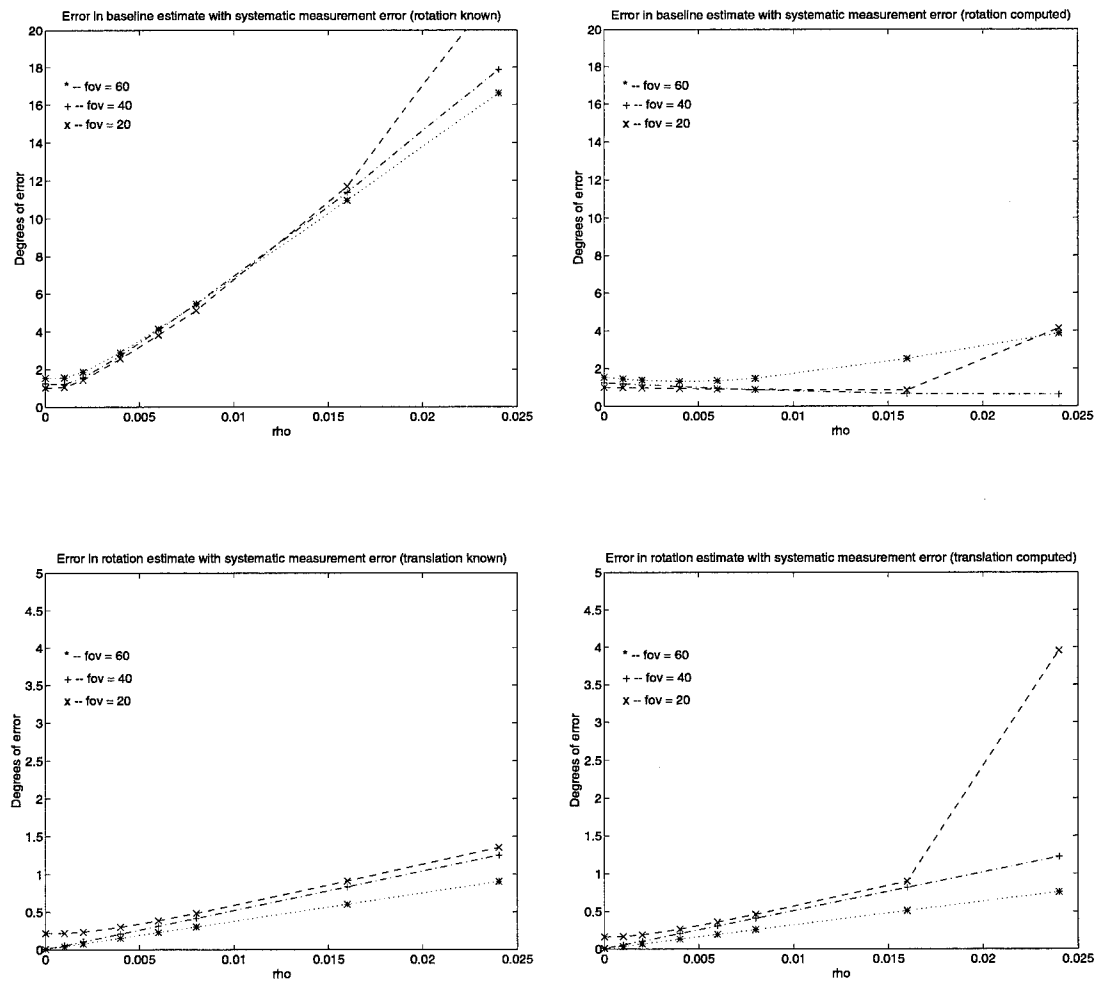 Error in baseline estimate with systematic measurement error (rotation known)
20
18
16
14
12
10
8
6
4
2
0
Degrees of error
* -- fov = 60
+ -- fov = 40
x -- fov = 20
0 0.005 0.01 0.015 0.02 0.025
rho
Error in baseline estimate with systematic measurement error (rotation computed)
20
18
16
14
12
10
8
6
4
2
0
Degrees of error
* -- fov = 60
+ -- fov = 40
x -- fov = 20
0 0.005 0.01 0.015 0.02 0.025
rho
Error in rotation estimate with systematic measurement error (translation known)
5
4.5
4
3.5
3
2.5
2
1.5
1
0.5
0
Degrees of error
* -- fov = 60
+ -- fov = 40
x -- fov = 20
0 0.005 0.01 0.015 0.02 0.025
rho
Error in rotation estimate with systematic measurement error (translation computed)
5
4.5
4
3.5
3
2.5
2
1.5
1
0.5
0
Degrees of error
* -- fov = 60
+ -- fov = 40
x -- fov = 20
0 0.005 0.01 0.015 0.02 0.025
rho